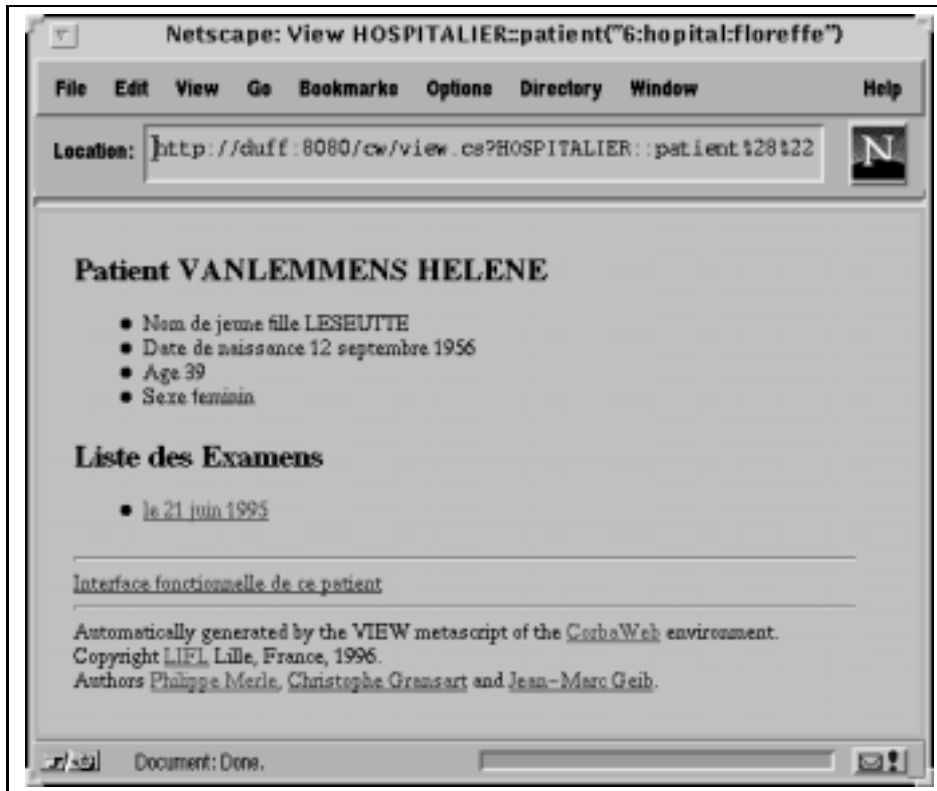 Netscape: View HOSPITALIER::patient("6:hopital:floreffe")
File Edit View Go Bookmarks Options Directory Window Help
Location: http://duff:8080/cw/view.cs?HOSPITALIER::patient%28%22
N
Patient VANLEMMENS HELENE
Nom de jeune fille LESEUTTE
Date de naissance 12 septembre 1956
Age 39
Sexe feminin
Liste des Examens
le 21 juin 1995
Interface fonctionnelle de ce patient
Automatically generated by the VIEW metascript of the CorbaWeb environment.
Copyright LIFL Lille, France, 1996.
Authors Philippe Merle, Christophe Gransart and Jean-Marc Geib.
Document: Done.